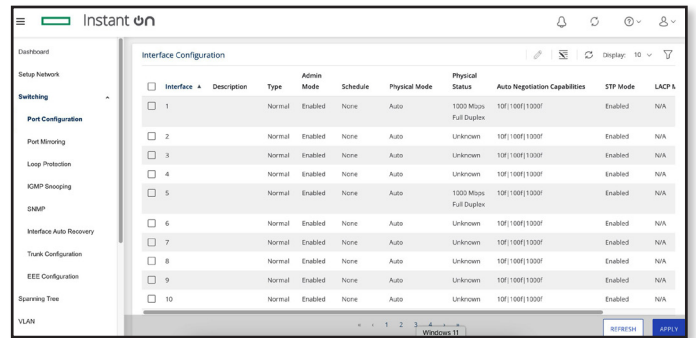 Instant on
Display: 10
Dashboard
Setup Network
Switching
Port Configuration
Port Mirroring
Loop Protection
IGMP Snooping
SNMP
Interface Auto Recovery
Trunk Configuration
EEE Configuration
Spanning Tree
VLAN
Interface Configuration
Interface Description Type Admin Mode Schedule Physical Mode Physical Status Auto Negotiation Capabilities STP Mode LACP M
1 Normal Enabled None Auto 1000 Mbps Full Duplex 10f|100f|1000f Enabled N/A
2 Normal Enabled None Auto Unknown 10f|100f|1000f Enabled N/A
3 Normal Enabled None Auto Unknown 10f|100f|1000f Enabled N/A
4 Normal Enabled None Auto Unknown 10f|100f|1000f Enabled N/A
5 Normal Enabled None Auto 1000 Mbps Full Duplex 10f|100f|1000f Enabled N/A
6 Normal Enabled None Auto Unknown 10f|100f|1000f Enabled N/A
7 Normal Enabled None Auto Unknown 10f|100f|1000f Enabled N/A
8 Normal Enabled None Auto Unknown 10f|100f|1000f Enabled N/A
9 Normal Enabled None Auto Unknown 10f|100f|1000f Enabled N/A
10 Normal Enabled None Auto Unknown 10f|100f|1000f Enabled N/A
« ‹ 1 2 3 4 › »
Windows 11
REFRESH
APPLY